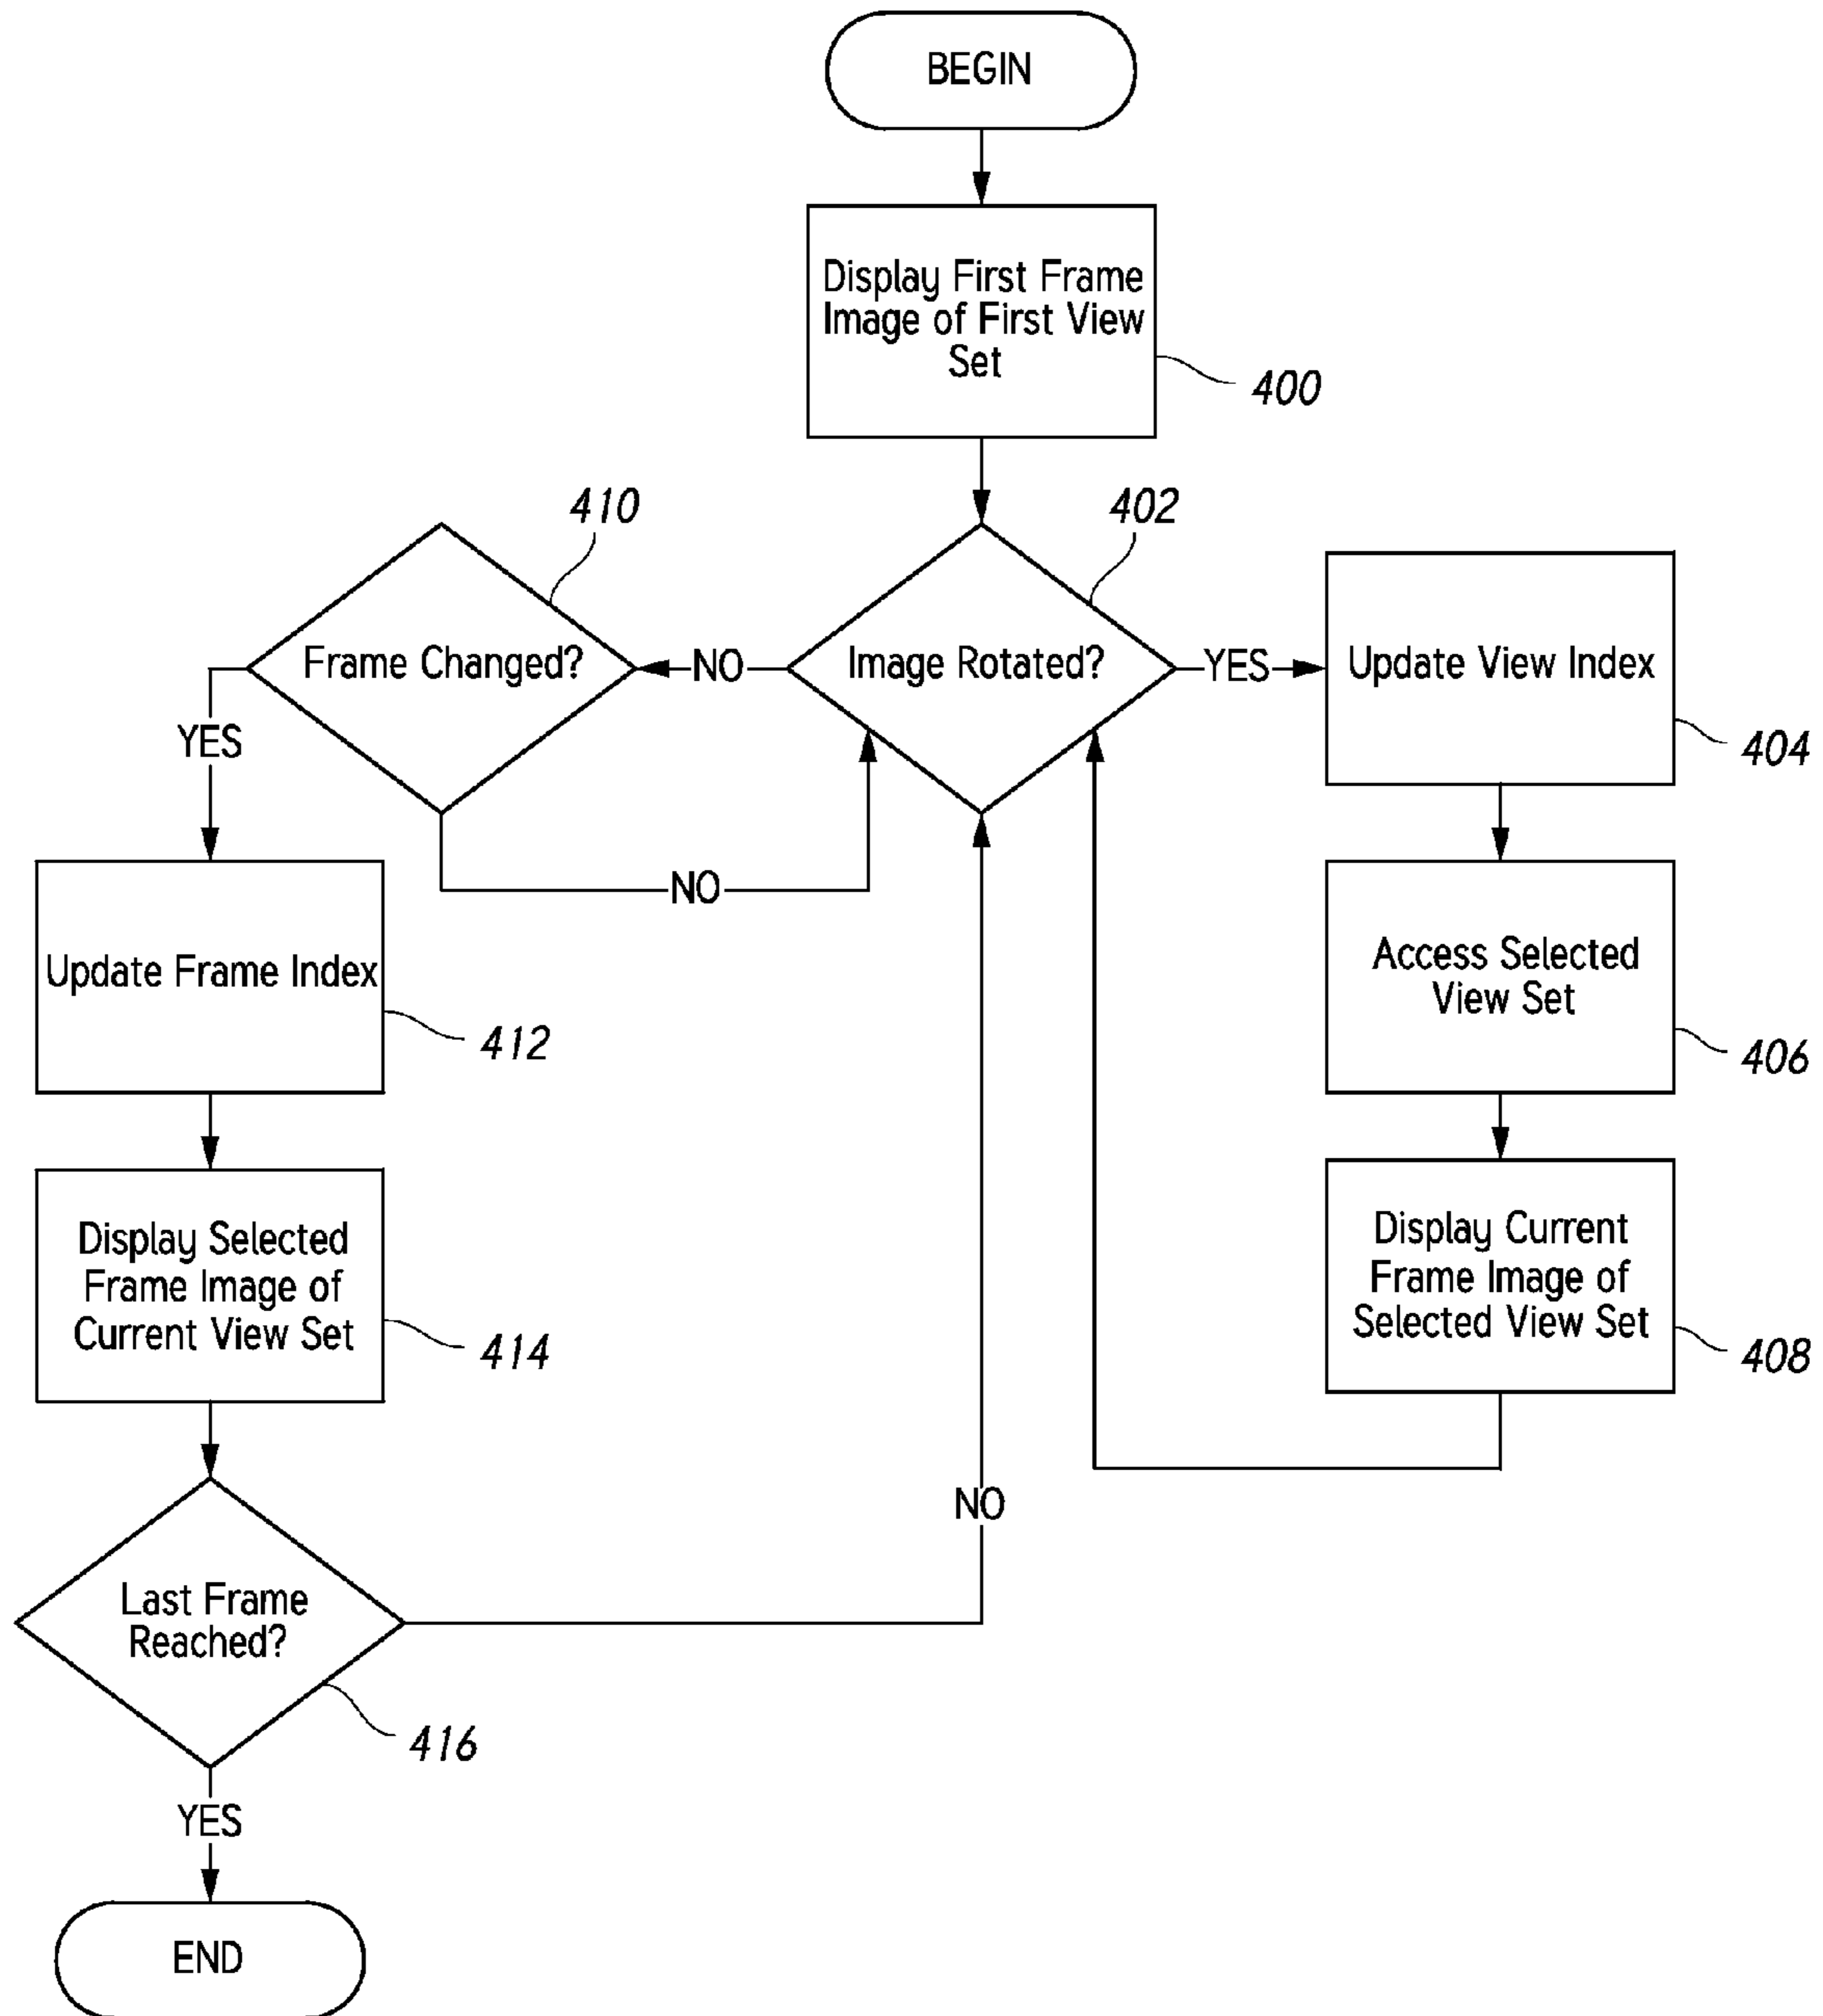 BEGIN
Display First Frame
Image of First View
Set
400
410
402
Frame Changed?
NO
Image Rotated?
YES
Update View Index
404
YES
NO
Update Frame Index
412
Access Selected
View Set
406
Display Selected
Frame Image of
Current View Set
414
Display Current
Frame Image of
Selected View Set
408
NO
Last Frame
Reached?
416
YES
END